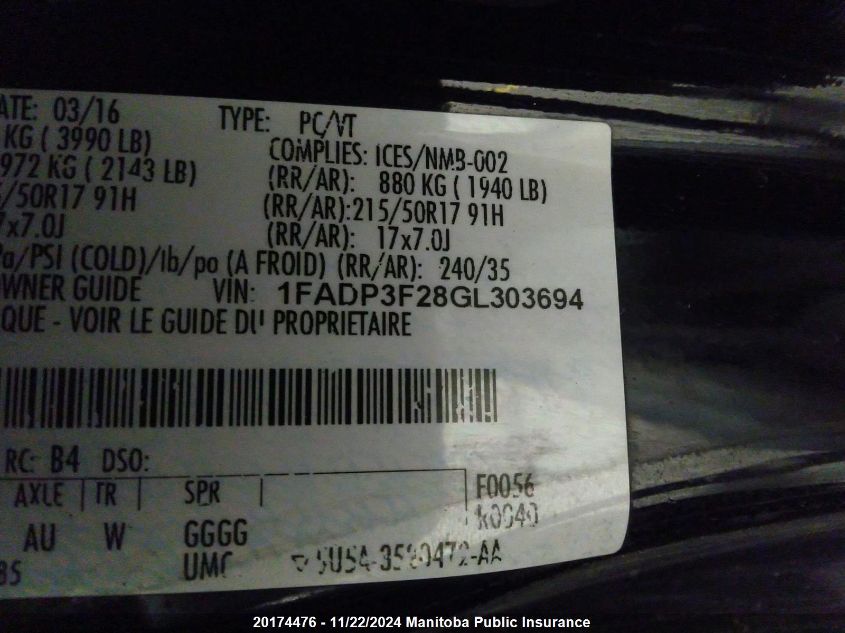 ATE: 03/16 TYPE: PC/VT
KG ( 3990 LB) COMPLIES: ICES/NMB-002
972 KG ( 2143 LB) (RR/AR): 880 KG ( 1940 LB)
/50R17 91H (RR/AR):215/50R17 91H
7x7.0J (RR/AR): 17x7.0J
Pa/PSI (COLD)/lb/po (A FROID) (RR/AR): 240/35
OWNER GUIDE VIN: 1FADP3F28GL303694
QUE - VOIR LE GUIDE DU PROPRIETAIRE
RC: B4 DSO:
AXLE TR SPR F0056
AU W GGGG
85 UMC
20174476 - 11/22/2024 Manitoba Public Insurance